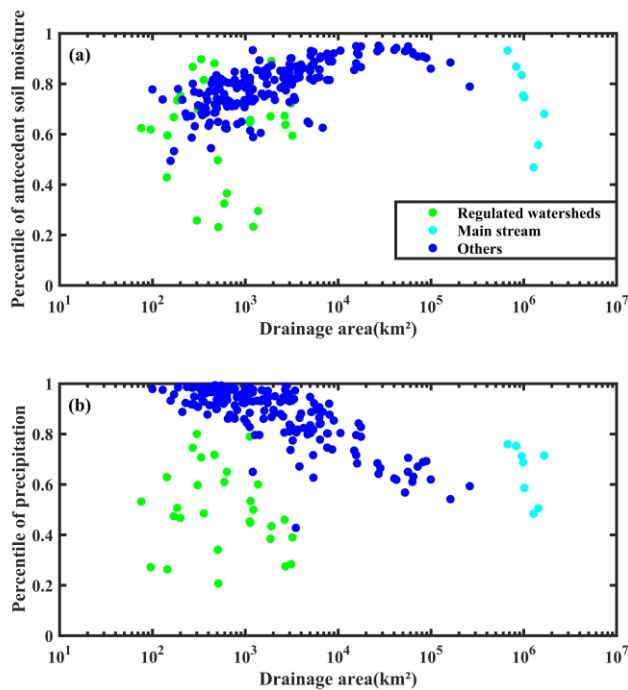 (a)
Percentile of antecedent soil moisture
1
0.8
0.6
0.4
0.2
0
Regulated watersheds
Main stream
Others
10¹ 10² 10³ 10⁴ 10⁵ 10⁶ 10⁷
Drainage area(km²)
(b)
Percentile of precipitation
1
0.8
0.6
0.4
0.2
0
10¹ 10² 10³ 10⁴ 10⁵ 10⁶ 10⁷
Drainage area(km²)